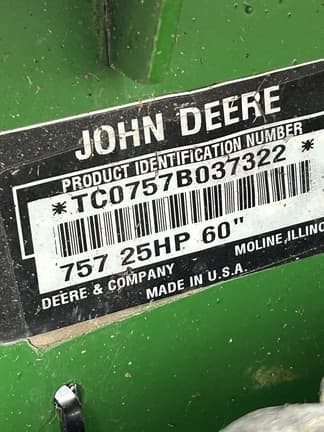 JOHN DEERE
PRODUCT IDENTIFICATION NUMBER
*TC0757B037322*
757 25HP 60"
DEERE & COMPANY MOLINE, ILLINO
MADE IN U.S.A.